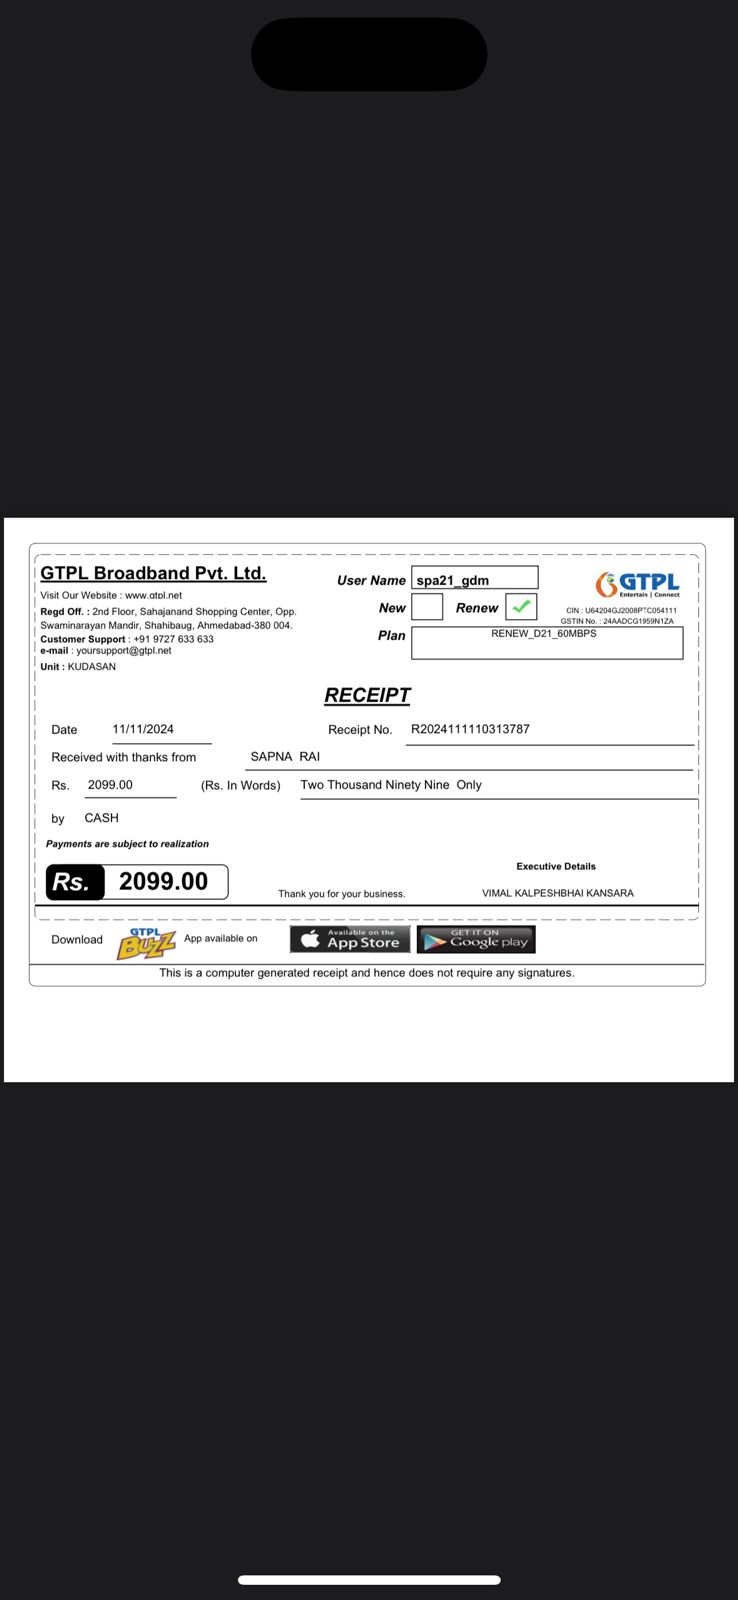 GTPL Broadband Pvt. Ltd.
Visit Our Website : www.gtpl.net
Regd Off. : 2nd Floor, Sahajanand Shopping Center, Opp.
Swaminarayan Mandir, Shahibaug, Ahmedabad-380 004.
Customer Support : +91 9727 633 633
e-mail : yoursupport@gtpl.net
Unit : KUDASAN
User Name spa21_gdm
New Renew ✓
Plan RENEW_D21_60MBPS
GTPL
Entertain | Connect
CIN : U64204GJ2008PTC054111
GSTIN No. : 24AADCG1959N1ZA
RECEIPT
Date 11/11/2024 Receipt No. R2024111110313787
Received with thanks from SAPNA RAI
Rs. 2099.00 (Rs. In Words) Two Thousand Ninety Nine Only
by CASH
Payments are subject to realization
Rs. 2099.00
Thank you for your business.
Executive Details
VIMAL KALPESHBHAI KANSARA
Download GTPL BUZZ App available on
Available on the App Store
GET IT ON Google play
This is a computer generated receipt and hence does not require any signatures.